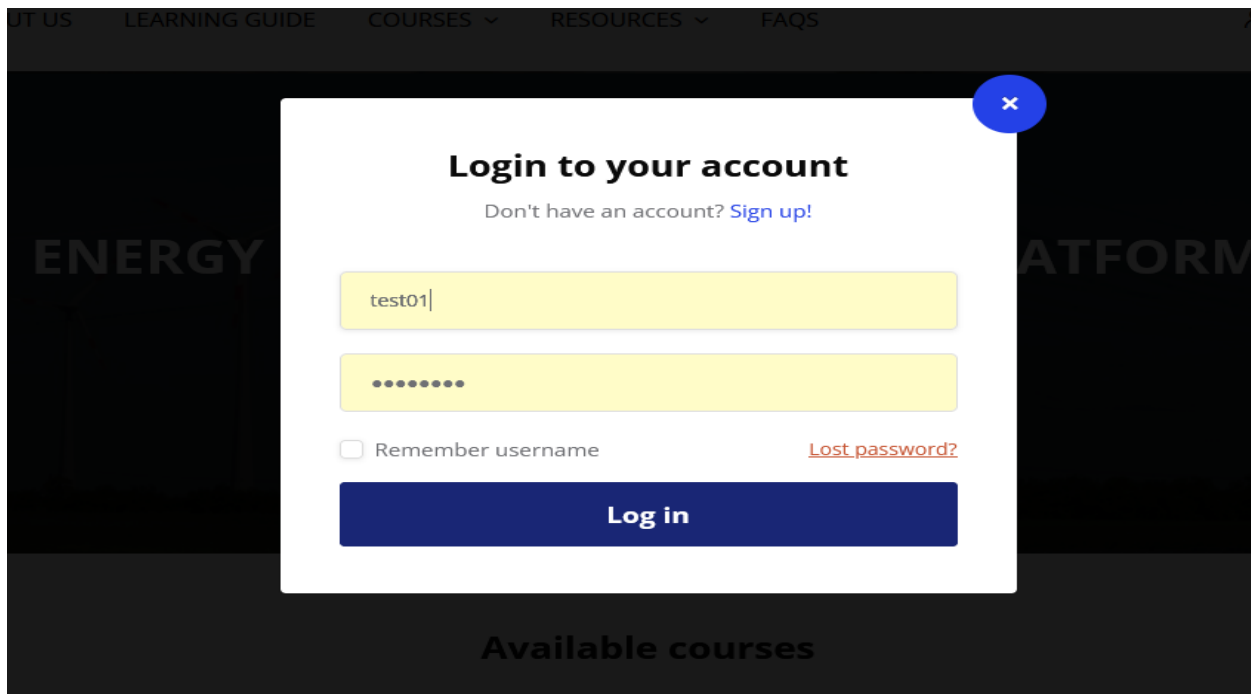 UT US LEARNING GUIDE COURSES RESOURCES FAQS
Login to your account
Don't have an account? Sign up!
ENERGY ATFORM
test01
Remember username Lost password?
Log in
Available courses